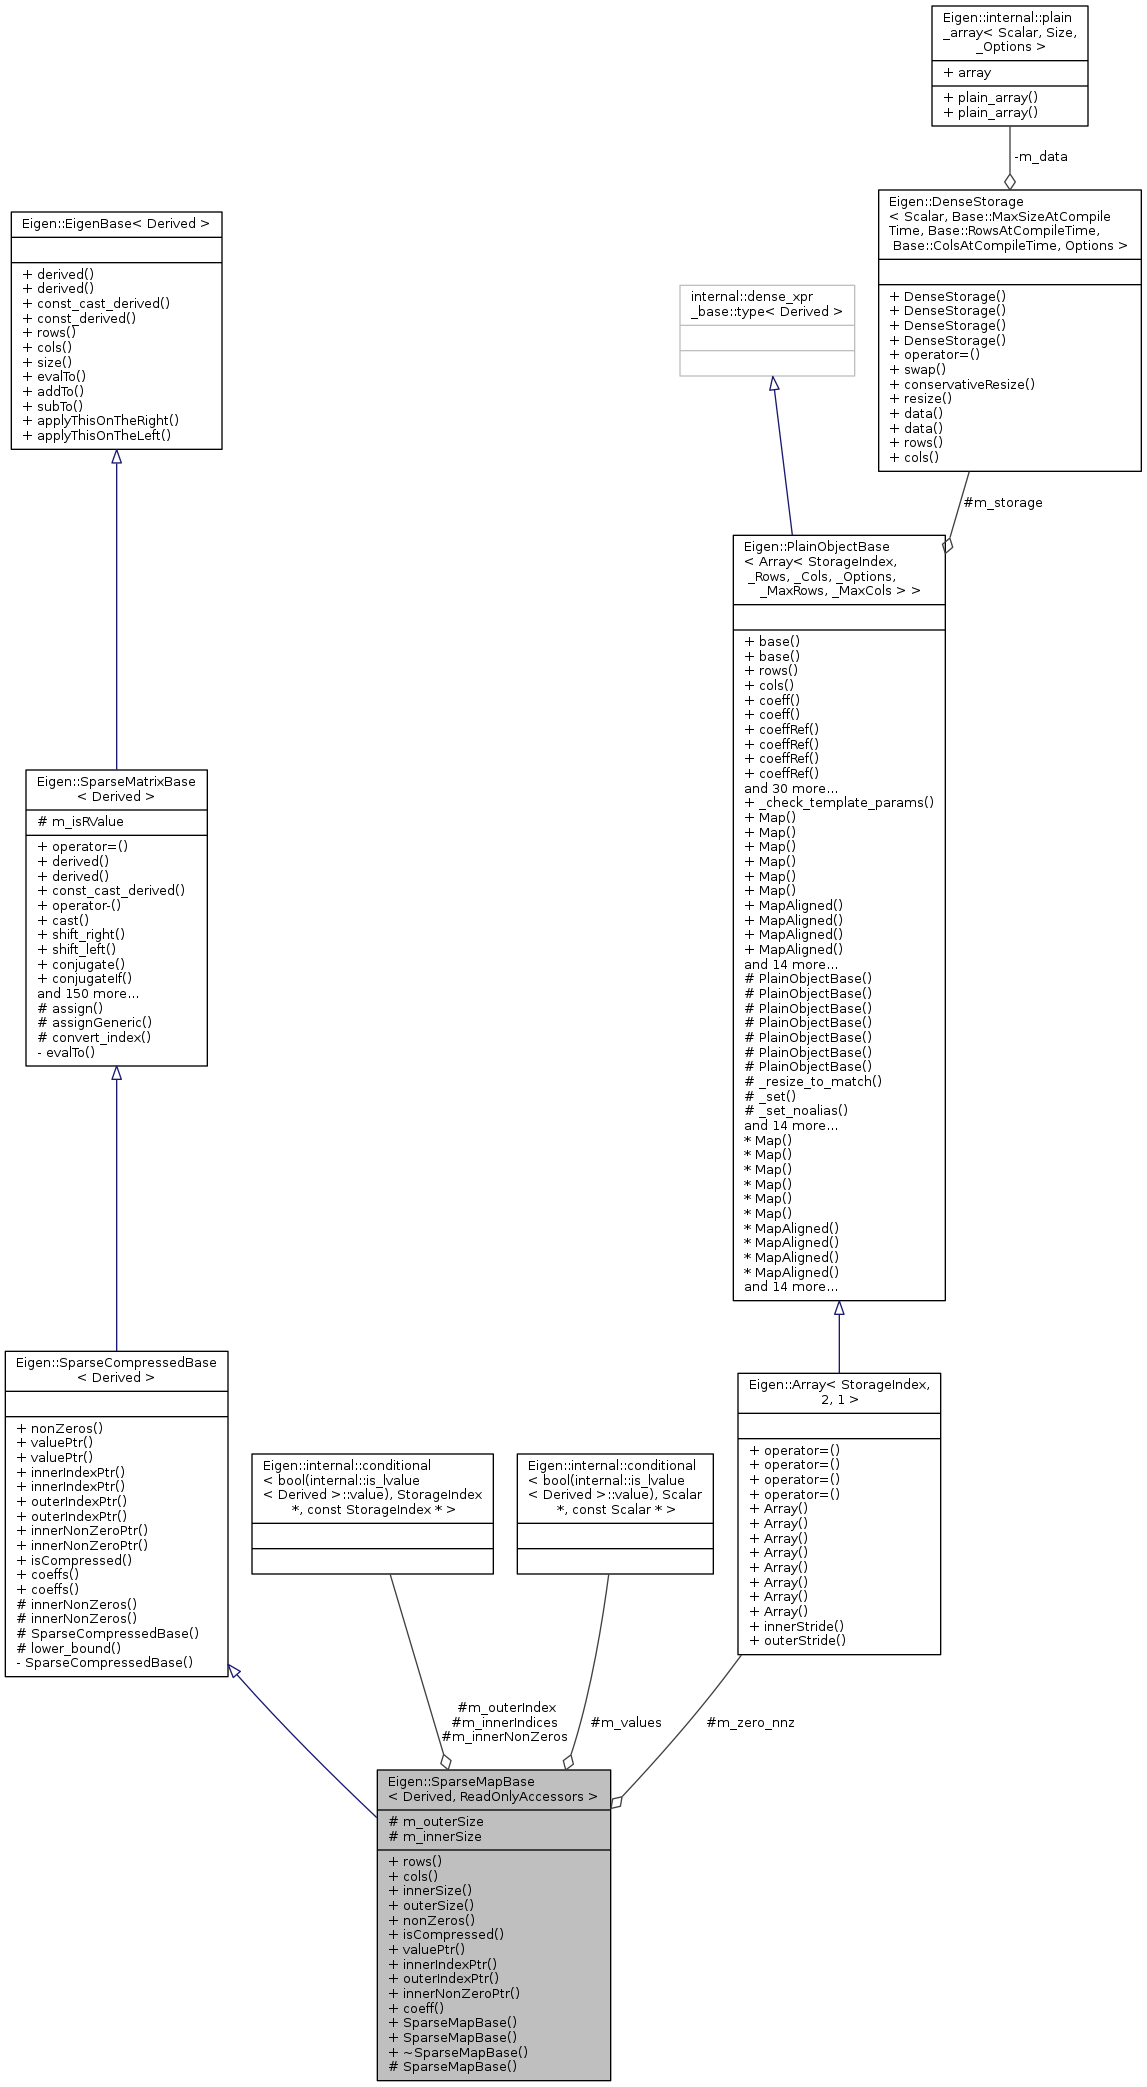 Eigen::internal::plain
_array< Scalar, Size,
_Options >
+ array
+ plain_array()
+ plain_array()
-m_data
Eigen::DenseStorage
< Scalar, Base::MaxSizeAtCompile
Time, Base::RowsAtCompileTime,
Base::ColsAtCompileTime, Options >
+ DenseStorage()
+ DenseStorage()
+ DenseStorage()
+ DenseStorage()
+ operator=()
+ swap()
+ conservativeResize()
+ resize()
+ data()
+ data()
+ rows()
+ cols()
#m_storage
Eigen::EigenBase< Derived >
+ derived()
+ derived()
+ const_cast_derived()
+ const_derived()
+ rows()
+ cols()
+ size()
+ evalTo()
+ addTo()
+ subTo()
+ applyThisOnTheRight()
+ applyThisOnTheLeft()
internal::dense_xpr
_base::type< Derived >
Eigen::PlainObjectBase
< Array< StorageIndex,
_Rows, _Cols, _Options,
_MaxRows, _MaxCols > >
+ base()
+ base()
+ rows()
+ cols()
+ coeff()
+ coeff()
+ coeffRef()
+ coeffRef()
+ coeffRef()
+ coeffRef()
and 30 more...
+ _check_template_params()
+ Map()
+ Map()
+ Map()
+ Map()
+ Map()
+ Map()
+ MapAligned()
+ MapAligned()
+ MapAligned()
+ MapAligned()
and 14 more...
# PlainObjectBase()
# PlainObjectBase()
# PlainObjectBase()
# PlainObjectBase()
# PlainObjectBase()
# PlainObjectBase()
# PlainObjectBase()
# _resize_to_match()
# _set()
# _set_noalias()
and 14 more...
* Map()
* Map()
* Map()
* Map()
* Map()
* Map()
* MapAligned()
* MapAligned()
* MapAligned()
* MapAligned()
and 14 more...
Eigen::SparseMatrixBase
< Derived >
# m_isRValue
+ operator=()
+ derived()
+ derived()
+ const_cast_derived()
+ operator-()
+ cast()
+ shift_right()
+ shift_left()
+ conjugate()
+ conjugateIf()
and 150 more...
# assign()
# assignGeneric()
# convert_index()
- evalTo()
Eigen::SparseCompressedBase
< Derived >
+ nonZeros()
+ valuePtr()
+ valuePtr()
+ innerIndexPtr()
+ innerIndexPtr()
+ outerIndexPtr()
+ outerIndexPtr()
+ innerNonZeroPtr()
+ innerNonZeroPtr()
+ isCompressed()
+ coeffs()
+ coeffs()
# innerNonZeros()
# innerNonZeros()
# SparseCompressedBase()
# lower_bound()
- SparseCompressedBase()
Eigen::internal::conditional
< bool(internal::is_lvalue
< Derived >::value), StorageIndex
*, const StorageIndex * >
Eigen::internal::conditional
< bool(internal::is_lvalue
< Derived >::value), Scalar
*, const Scalar * >
Eigen::Array< StorageIndex,
2, 1 >
+ operator=()
+ operator=()
+ operator=()
+ operator=()
+ Array()
+ Array()
+ Array()
+ Array()
+ Array()
+ Array()
+ Array()
+ Array()
+ innerStride()
+ outerStride()
#m_outerIndex
#m_innerIndices
#m_innerNonZeros
#m_values
#m_zero_nnz
Eigen::SparseMapBase
< Derived, ReadOnlyAccessors >
# m_outerSize
# m_innerSize
+ rows()
+ cols()
+ innerSize()
+ outerSize()
+ nonZeros()
+ isCompressed()
+ valuePtr()
+ innerIndexPtr()
+ outerIndexPtr()
+ innerNonZeroPtr()
+ coeff()
+ SparseMapBase()
+ SparseMapBase()
+ ~SparseMapBase()
# SparseMapBase()